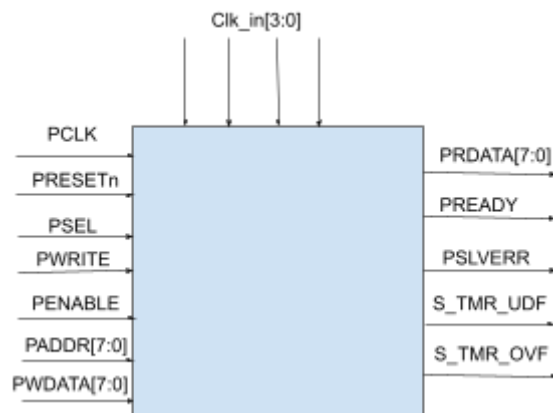 Clk_in[3:0]
PCLK
PRESETn
PSEL
PWRITE
PENABLE
PADDR[7:0]
PWDATA[7:0]
PRDATA[7:0]
PREADY
PSLVERR
S_TMR_UDF
S_TMR_OVF